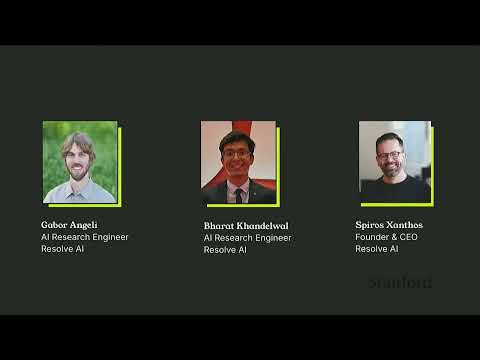 Gabor Angeli
AI Research Engineer
Resolve AI
Bharat Khandelwal
AI Research Engineer
Resolve AI
Spiros Xanthos
Founder & CEO
Resolve AI
Stanford